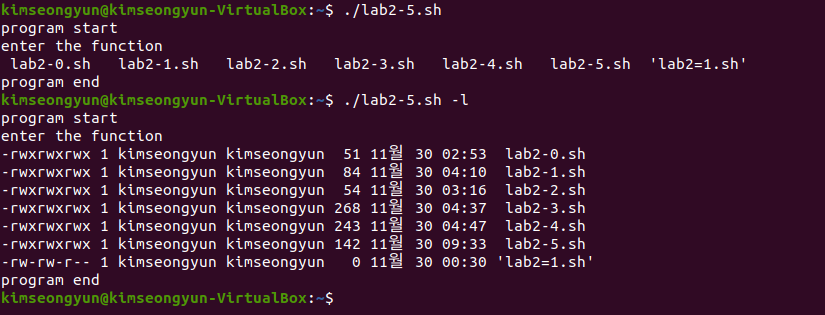 kimseongyun@kimseongyun-VirtualBox:~$ ./lab2-5.sh
program start
enter the function
 lab2-0.sh   lab2-1.sh   lab2-2.sh   lab2-3.sh   lab2-4.sh   lab2-5.sh  'lab2=1.sh'
program end
kimseongyun@kimseongyun-VirtualBox:~$ ./lab2-5.sh -l
program start
enter the function
-rwxrwxrwx 1 kimseongyun kimseongyun  51 11월 30 02:53  lab2-0.sh
-rwxrwxrwx 1 kimseongyun kimseongyun  84 11월 30 04:10  lab2-1.sh
-rwxrwxrwx 1 kimseongyun kimseongyun  54 11월 30 03:16  lab2-2.sh
-rwxrwxrwx 1 kimseongyun kimseongyun 268 11월 30 04:37  lab2-3.sh
-rwxrwxrwx 1 kimseongyun kimseongyun 243 11월 30 04:47  lab2-4.sh
-rwxrwxrwx 1 kimseongyun kimseongyun 142 11월 30 09:33  lab2-5.sh
-rw-rw-r-- 1 kimseongyun kimseongyun   0 11월 30 00:30 'lab2=1.sh'
program end
kimseongyun@kimseongyun-VirtualBox:~$